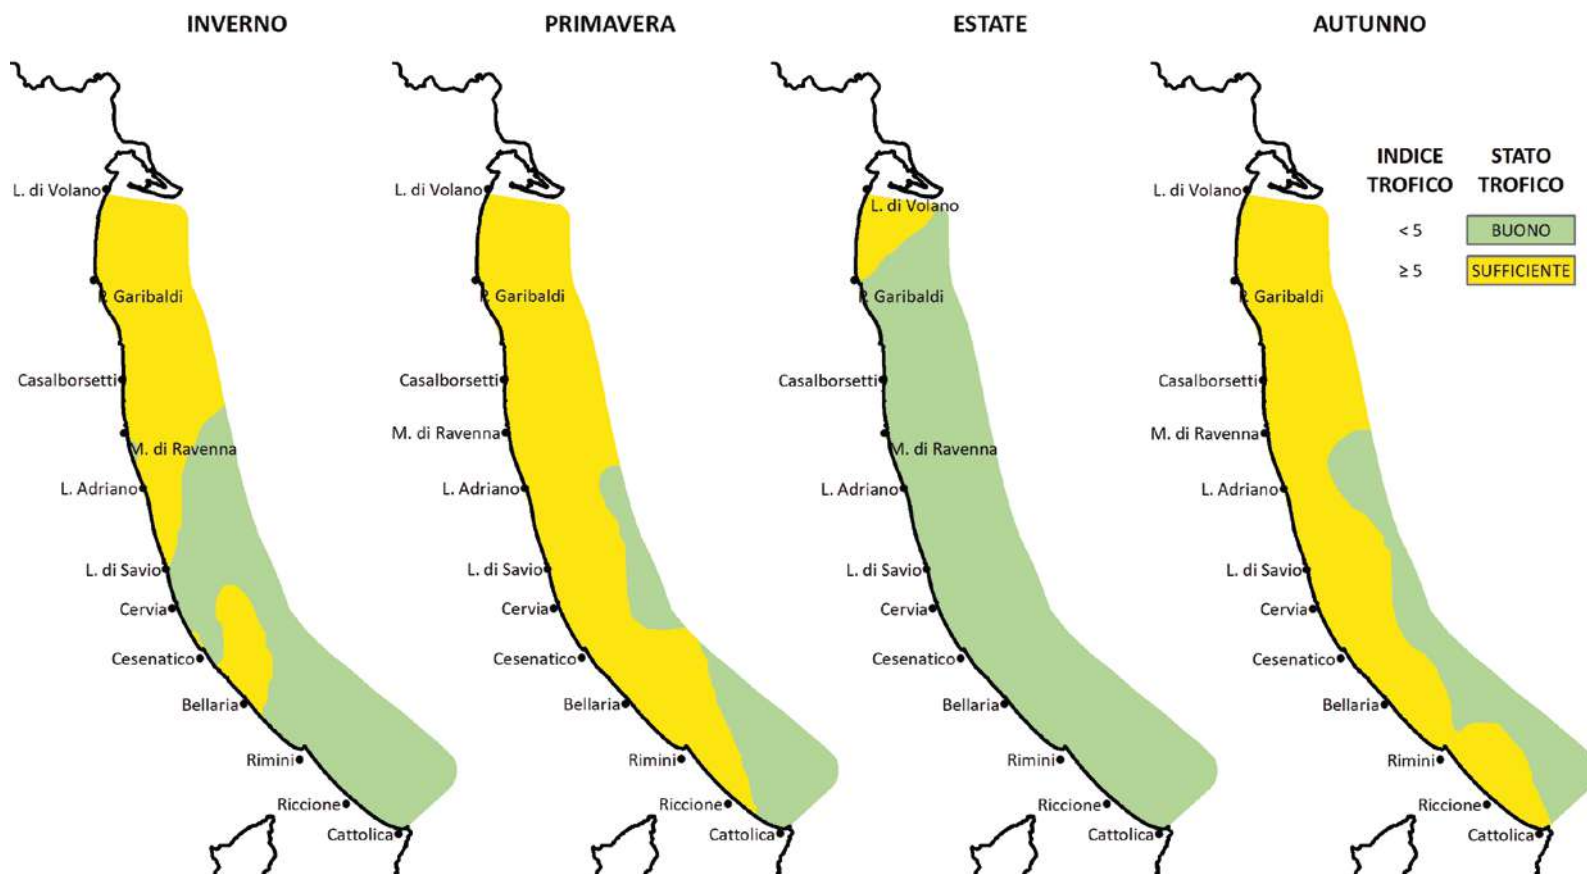 INVERNO
PRIMAVERA
ESTATE
AUTUNNO
L. di Volano
P. Garibaldi
Casalborsetti
M. di Ravenna
L. Adriano
L. di Savio
Cervia
Cesenatico
Bellaria
Rimini
Riccione
Cattolica
L. di Volano
P. Garibaldi
Casalborsetti
M. di Ravenna
L. Adriano
L. di Savio
Cervia
Cesenatico
Bellaria
Rimini
Riccione
Cattolica
L. di Volano
P. Garibaldi
Casalborsetti
M. di Ravenna
L. Adriano
L. di Savio
Cervia
Cesenatico
Bellaria
Rimini
Riccione
Cattolica
L. di Volano
P. Garibaldi
Casalborsetti
M. di Ravenna
L. Adriano
L. di Savio
Cervia
Cesenatico
Bellaria
Rimini
Riccione
Cattolica
INDICE TROFICO
STATO TROFICO
< 5 BUONO
≥ 5 SUFFICIENTE